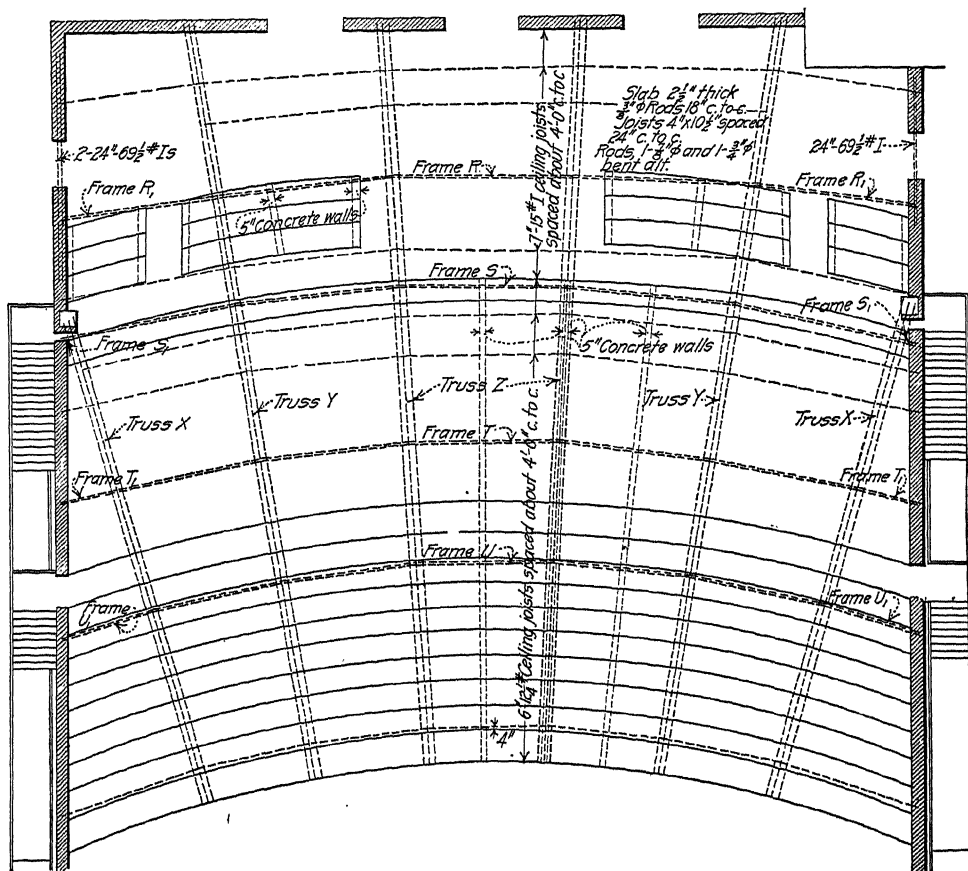 Slab 2½" thick
⅜"φ Rods 18" c. to c.
Joists 4"x10½" spaced
24" c. to c.
Rods, 1-⅝"φ and 1-¾"φ
bent alt.
2-24"-69½# Is
24"-69½# I
Frame R₁
Frame R
Frame R₁
5" Concrete walls
7"-15# I ceiling joists
spaced about 4'-0" c. to c
Frame S
Frame S₁
Frame S₁
5" Concrete walls
Truss X
Truss Y
Truss Z
Truss Y
Truss X
Frame T
Frame T₁
Frame T₁
6" 12¼# Ceiling joists spaced about 4'-0" c. to c.
Frame U
Frame
U₁
Frame U₁
4"